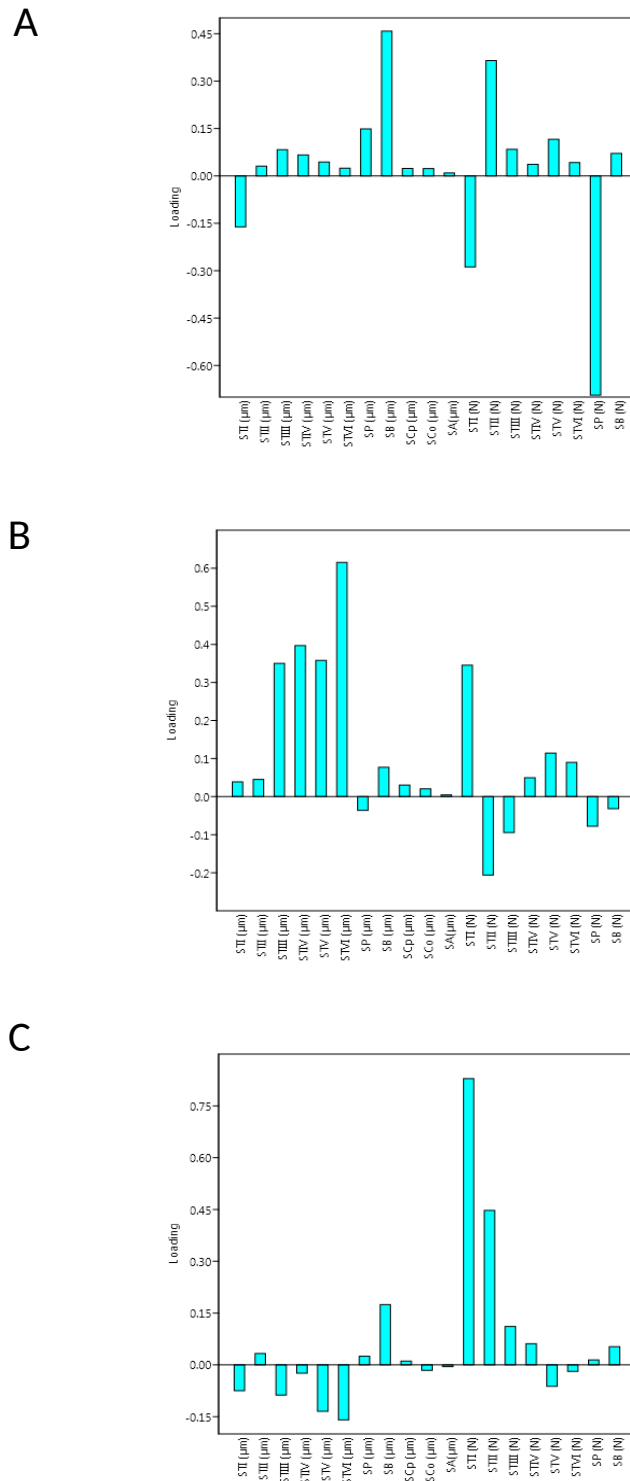 A
0.45
0.30
0.15
0.00
-0.15
-0.30
-0.45
-0.60
Loading
STI (µm)
STII (µm)
STIII (µm)
STIV (µm)
STV (µm)
STVI (µm)
SP (µm)
SB (µm)
SCp (µm)
SCo (µm)
SA(µm)
STI (N)
STII (N)
STIII (N)
STIV (N)
STV (N)
STVI (N)
SP (N)
SB (N)
B
0.6
0.5
0.4
0.3
0.2
0.1
0.0
-0.1
-0.2
Loading
STI (µm)
STII (µm)
STIII (µm)
STIV (µm)
STV (µm)
STVI (µm)
SP (µm)
SB (µm)
SCp (µm)
SCo (µm)
SA(µm)
STI (N)
STII (N)
STIII (N)
STIV (N)
STV (N)
STVI (N)
SP (N)
SB (N)
C
0.75
0.60
0.45
0.30
0.15
0.00
-0.15
Loading
STI (µm)
STII (µm)
STIII (µm)
STIV (µm)
STV (µm)
STVI (µm)
SP (µm)
SB (µm)
SCp (µm)
SCo (µm)
SA(µm)
STI (N)
STII (N)
STIII (N)
STIV (N)
STV (N)
STVI (N)
SP (N)
SB (N)